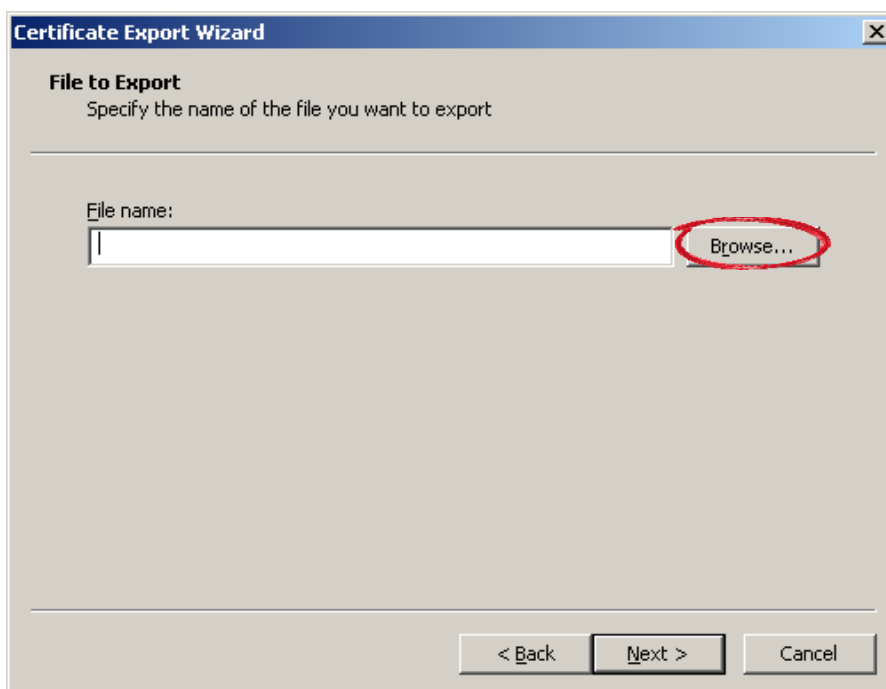 Certificate Export Wizard
File to Export
Specify the name of the file you want to export
File name:
Browse...
< Back Next > Cancel